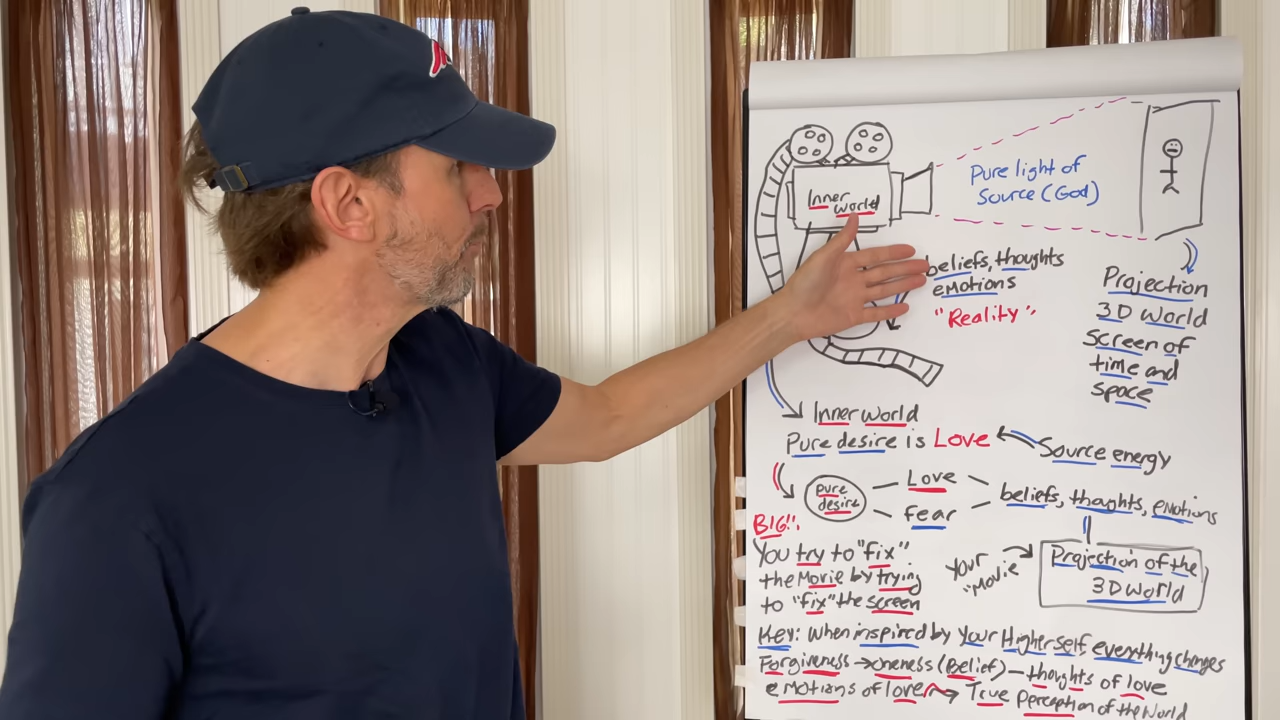 Inner
world
Pure light of
Source (God)
beliefs, thoughts
emotions
"Reality"
Projection
3D world
screen of
time and
space
Inner world
Pure desire is Love
Source energy
pure
desire
Love
fear
beliefs, thoughts, emotions
BIG!!:
You try to "fix"
the Movie by trying
to "fix" the screen
Your
"Movie
Projection of the
3D World
Key: When inspired by your Higher self everything changes
Forgiveness → Oneness (Belief) — thoughts of love
emotions of love → True perception of the World